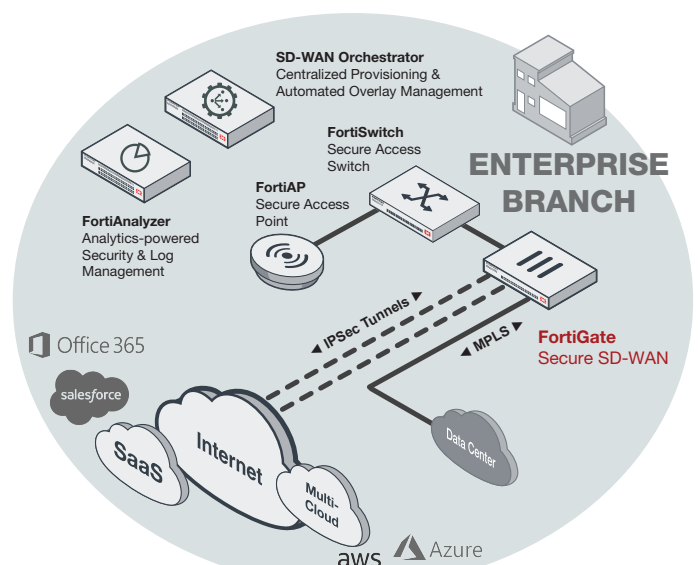 SD-WAN Orchestrator
Centralized Provisioning &
Automated Overlay Management
FortiSwitch
Secure Access
Switch
ENTERPRISE
BRANCH
FortiAP
Secure Access
Point
FortiAnalyzer
Analytics-powered
Security & Log
Management
IPSec Tunnels
MPLS
FortiGate
Secure SD-WAN
Office 365
salesforce
SaaS
Internet
Multi-
Cloud
Data Center
aws
Azure